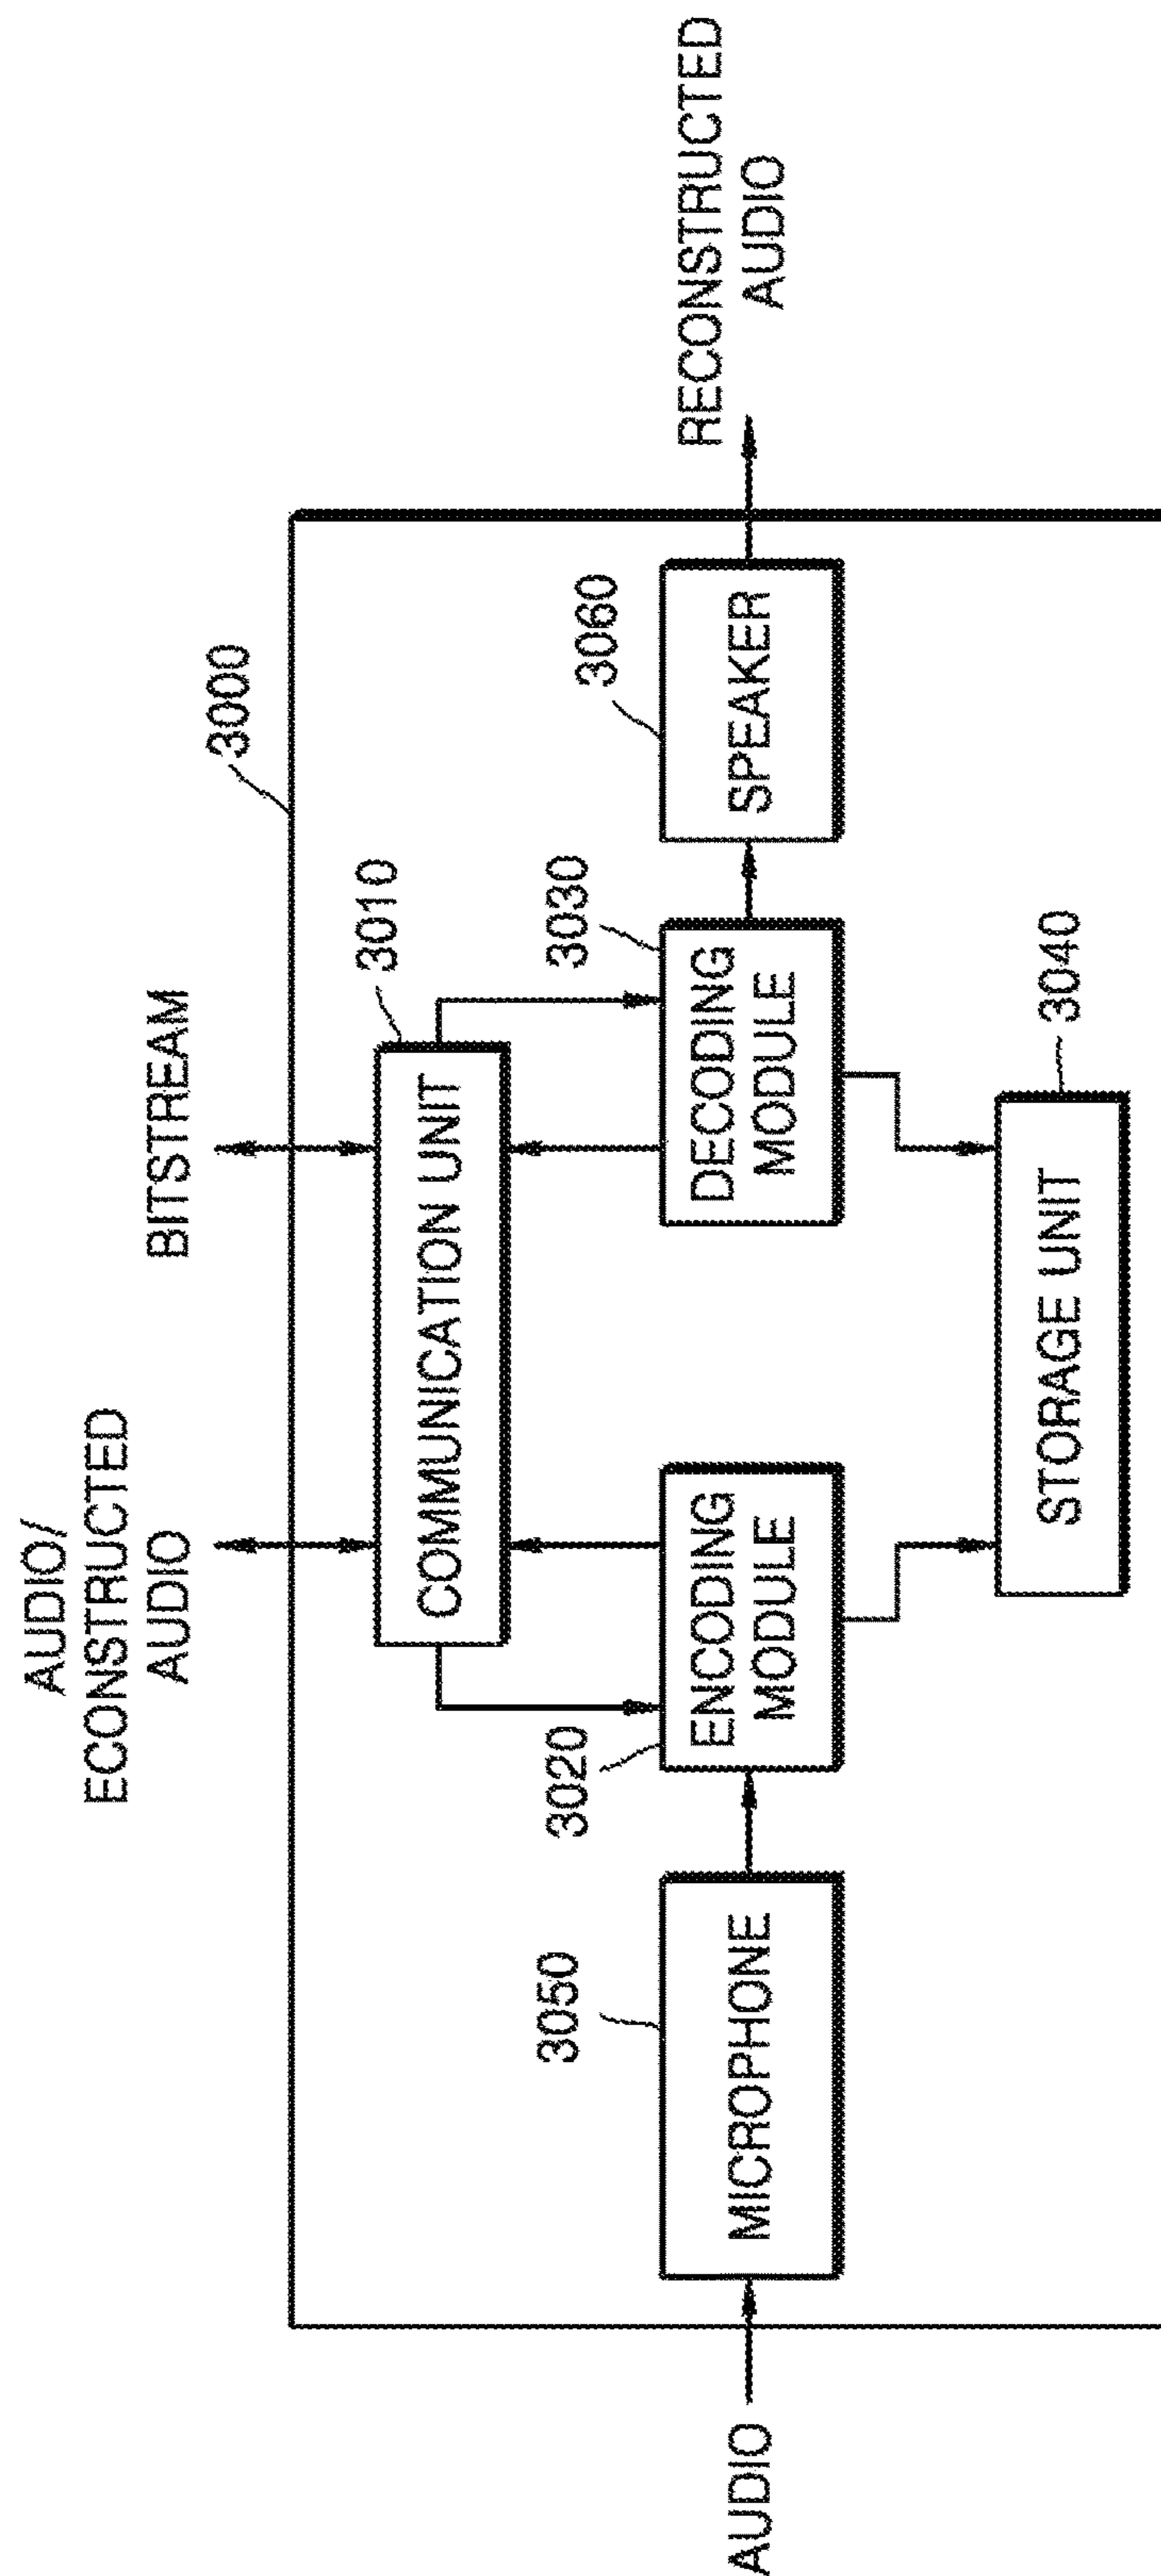 AUDIO/
ECONSTRUCTED
AUDIO
BITSTREAM
3000
3010
COMMUNICATION UNIT
3050
3020
3030
3060
AUDIO
MICROPHONE
ENCODING
MODULE
DECODING
MODULE
SPEAKER
RECONSTRUCTED
AUDIO
STORAGE UNIT
3040